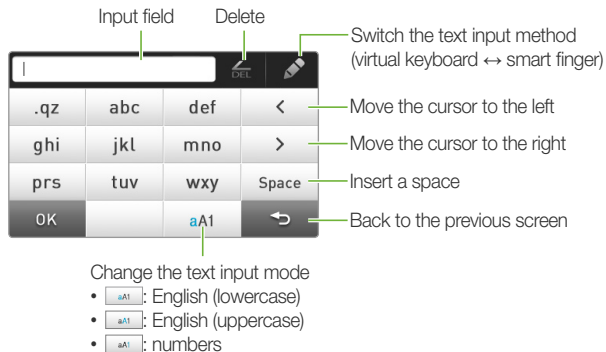 Input field Delete
Switch the text input method
(virtual keyboard ↔ smart finger)
DEL
.qz abc def <
Move the cursor to the left
ghi jkl mno >
Move the cursor to the right
prs tuv wxy Space
Insert a space
OK aA1
Back to the previous screen
Change the text input mode
• aA1 : English (lowercase)
• aA1 : English (uppercase)
• aA1 : numbers